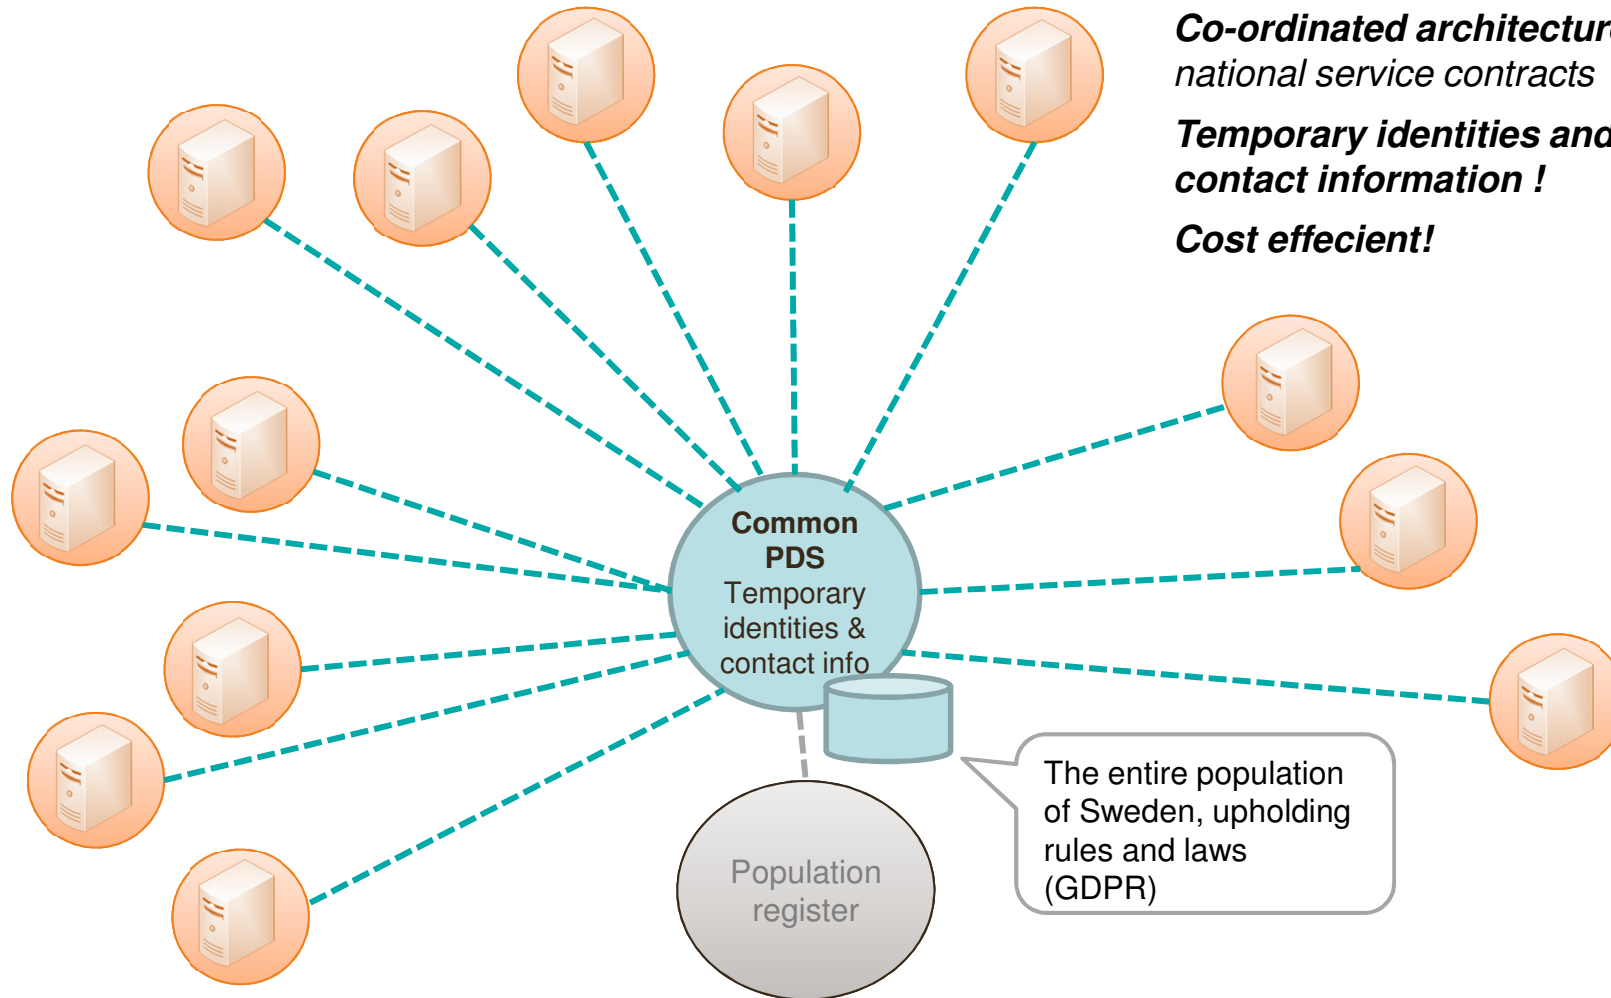 Co-ordinated architecture
national service contracts
Temporary identities and
contact information !
Cost effecient!
Common
PDS
Temporary
identities &
contact info
The entire population
of Sweden, upholding
rules and laws
(GDPR)
Population
register